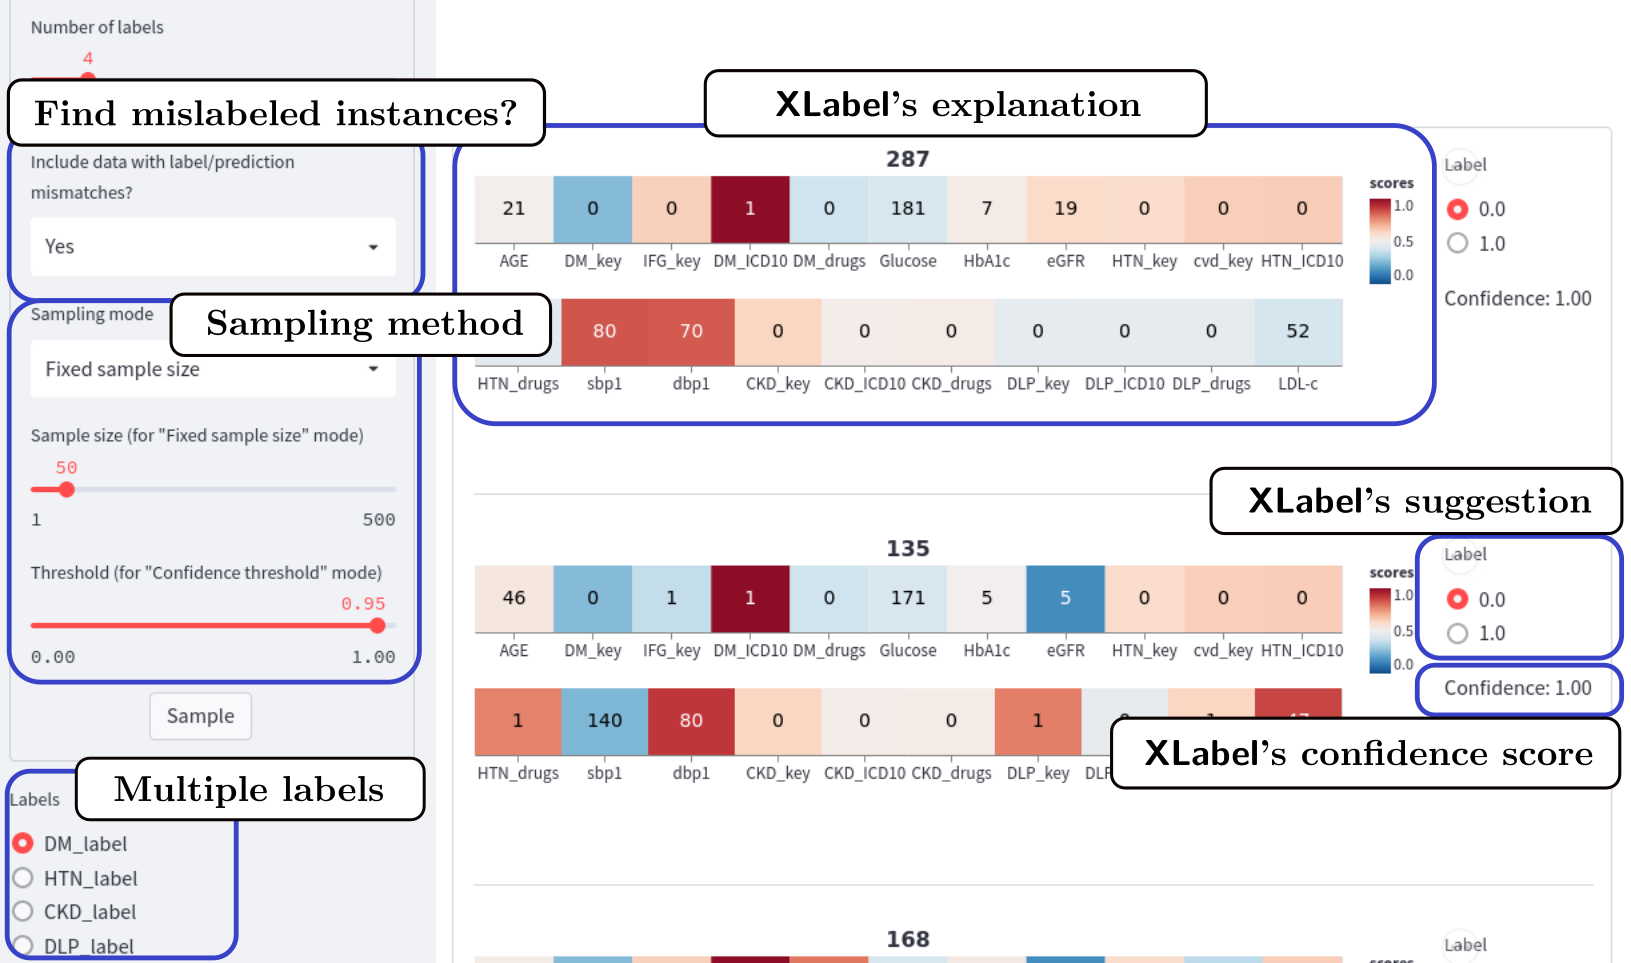 Number of labels
4
Find mislabeled instances?
Include data with label/prediction
mismatches?
Yes
Sampling mode
Sampling method
Fixed sample size
Sample size (for "Fixed sample size" mode)
50
1 500
Threshold (for "Confidence threshold" mode)
0.95
0.00 1.00
Sample
Multiple labels
Labels
DM_label
HTN_label
CKD_label
DLP_label
XLabel's explanation
287
21 0 0 1 0 181 7 19 0 0 0
AGE DM_key IFG_key DM_ICD10 DM_drugs Glucose HbA1c eGFR HTN_key cvd_key HTN_ICD10
80 70 0 0 0 0 0 0 52
HTN_drugs sbp1 dbp1 CKD_key CKD_ICD10 CKD_drugs DLP_key DLP_ICD10 DLP_drugs LDL-c
scores
1.0
0.5
0.0
Label
0.0
1.0
Confidence: 1.00
XLabel's suggestion
135
46 0 1 1 0 171 5 5 0 0 0
AGE DM_key IFG_key DM_ICD10 DM_drugs Glucose HbA1c eGFR HTN_key cvd_key HTN_ICD10
1 140 80 0 0 0 1
HTN_drugs sbp1 dbp1 CKD_key CKD_ICD10 CKD_drugs DLP_key
scores
1.0
0.5
0.0
Label
0.0
1.0
Confidence: 1.00
XLabel's confidence score
168
Label